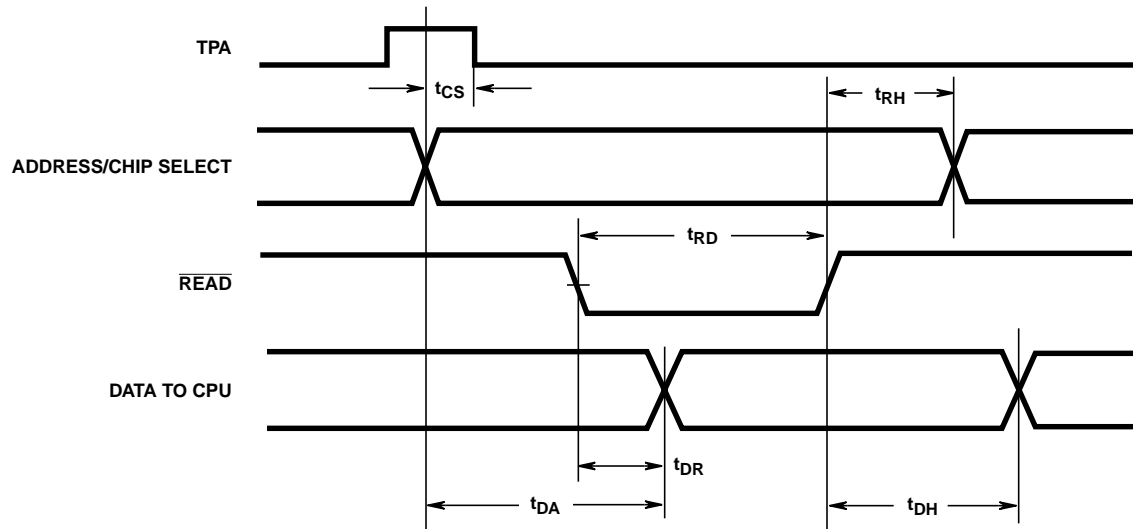 TPA
tCS
tRH
ADDRESS/CHIP SELECT
tRD
READ
DATA TO CPU
tDR
tDA
tDH